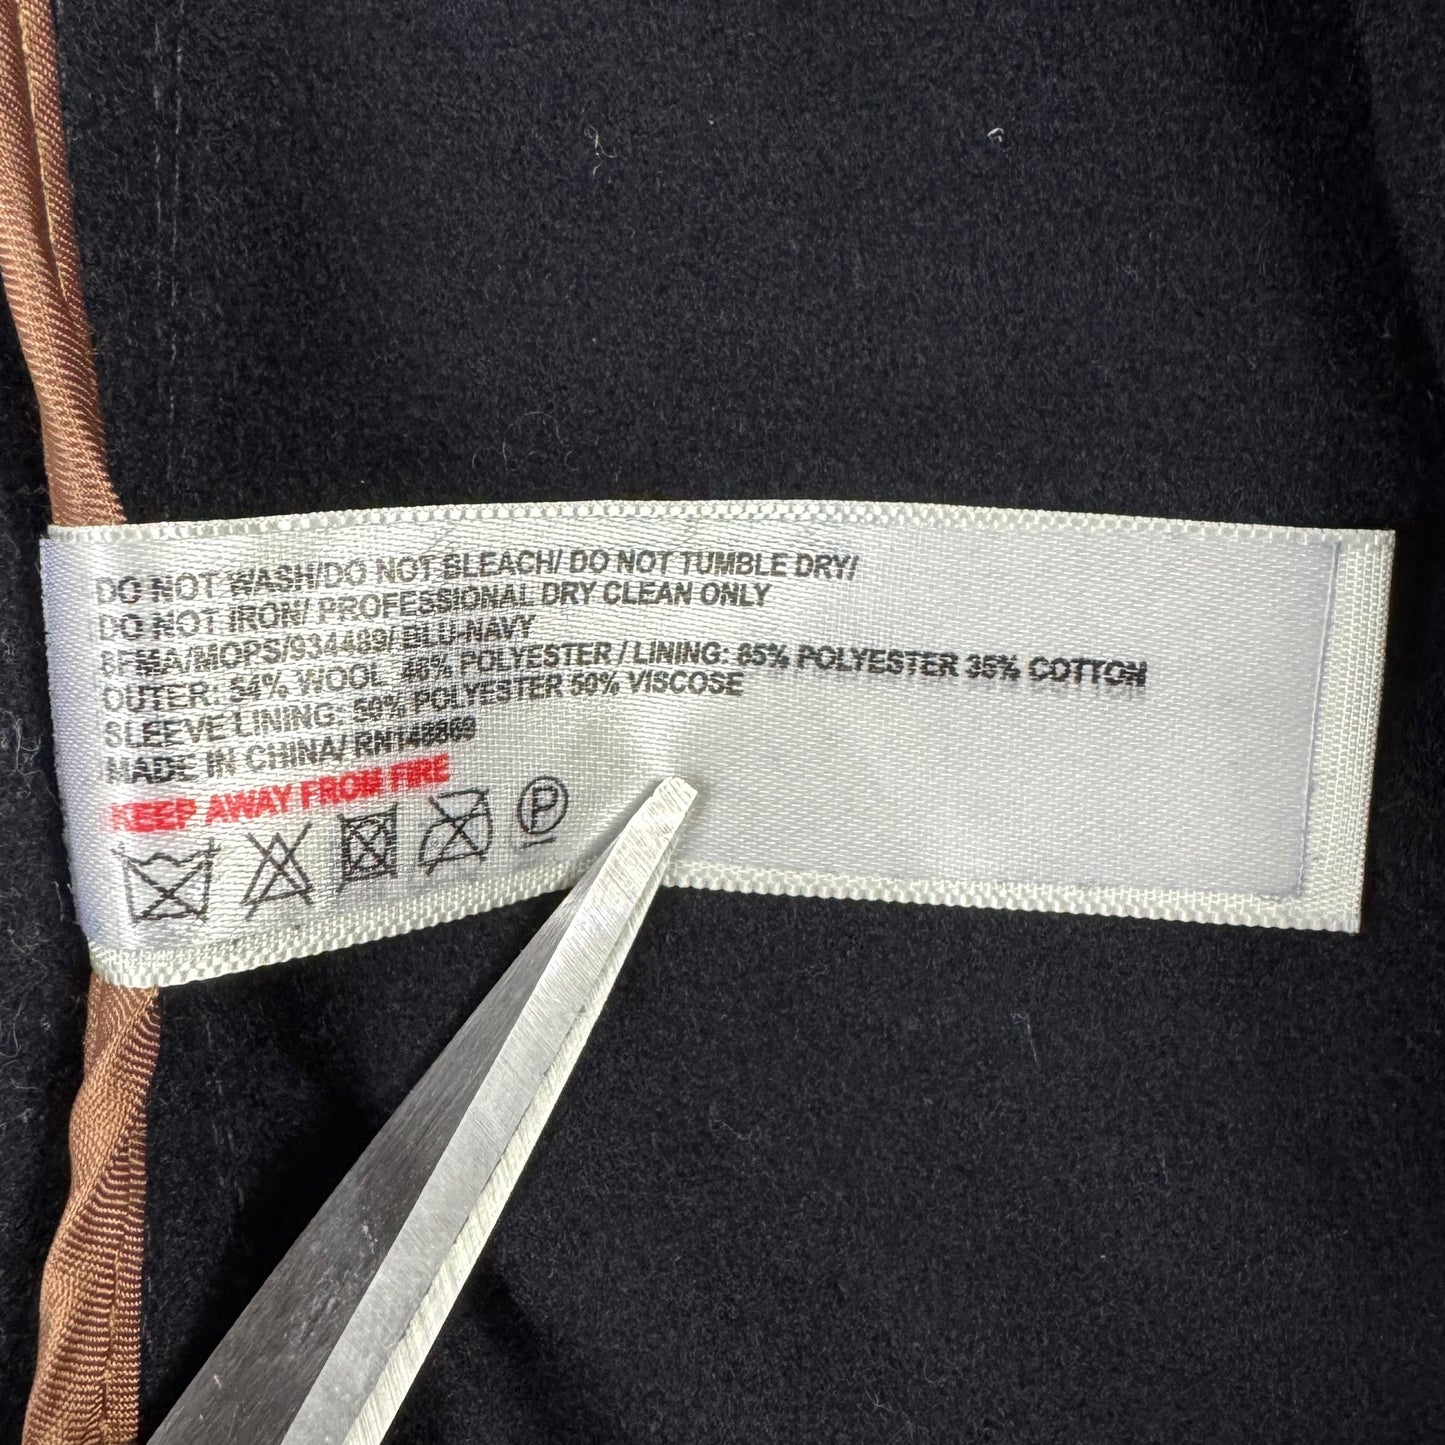 DO NOT WASH/DO NOT BLEACH/ DO NOT TUMBLE DRY/
DO NOT IRON/ PROFESSIONAL DRY CLEAN ONLY
8FMA/MOPS/934489/ BLU-NAVY
OUTER: 54% WOOL 46% POLYESTER / LINING: 65% POLYESTER 35% COTTON
SLEEVE LINING: 50% POLYESTER 50% VISCOSE
MADE IN CHINA/ RN148869
KEEP AWAY FROM FIRE
P